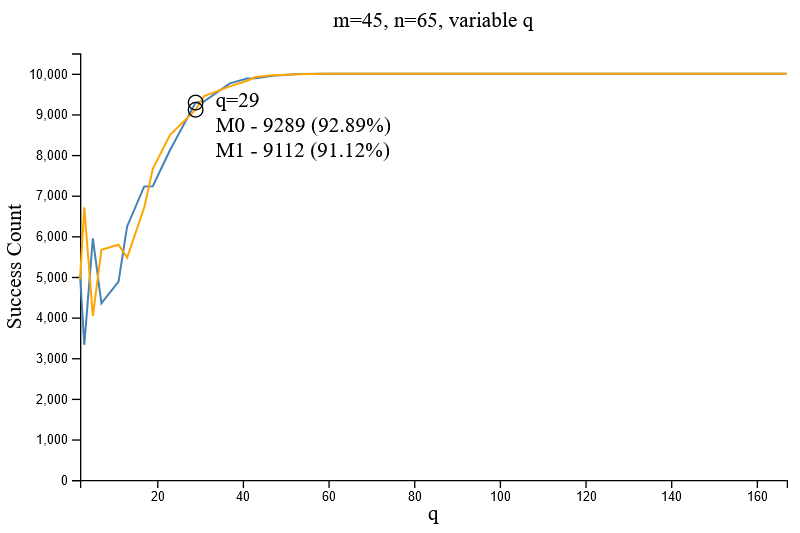 m=45, n=65, variable q
10,000
9,000
8,000
7,000
6,000
5,000
4,000
3,000
2,000
1,000
0
Success Count
q=29
M0 - 9289 (92.89%)
M1 - 9112 (91.12%)
20 40 60 80 100 120 140 160
q